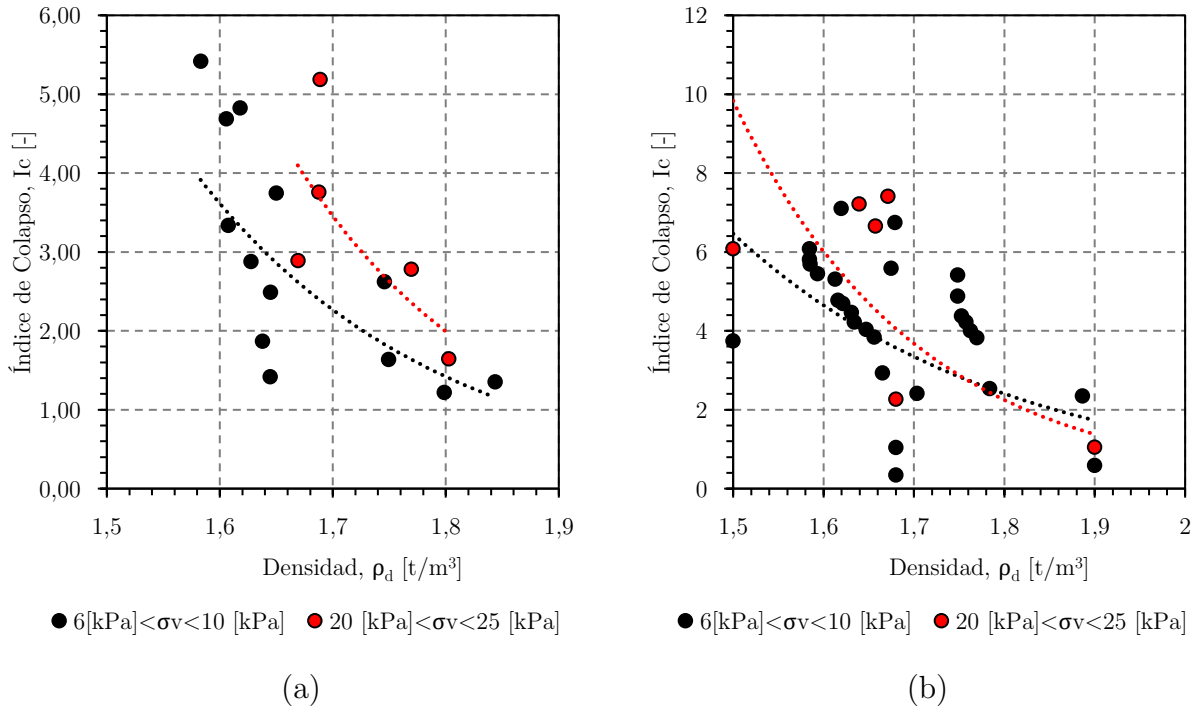 6,00
5,00
4,00
3,00
2,00
1,00
0,00
Índice de Colapso, Ic [-]
1,5 1,6 1,7 1,8 1,9
Densidad, ρd [t/m³]
6[kPa]<σv<10 [kPa] 20 [kPa]<σv<25 [kPa]
(a)
12
10
8
6
4
2
0
Índice de Colapso, Ic [-]
1,5 1,6 1,7 1,8 1,9 2
Densidad, ρd [t/m³]
6[kPa]<σv<10 [kPa] 20 [kPa]<σv<25 [kPa]
(b)